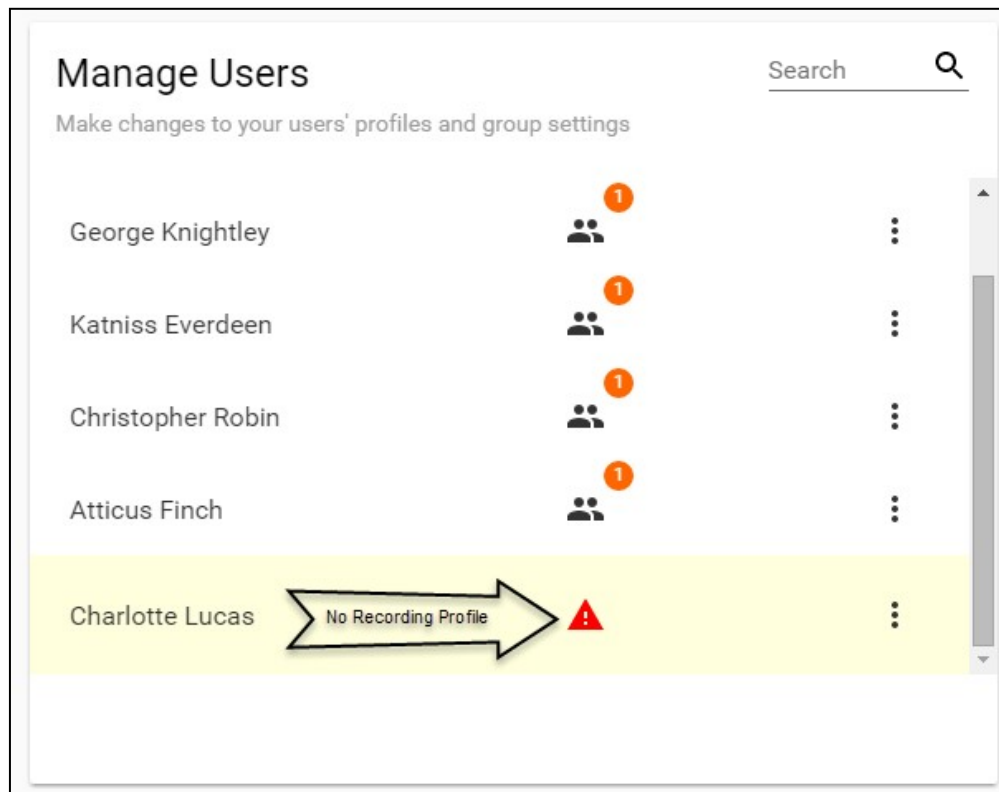 Manage Users
Search
Make changes to your users' profiles and group settings
1
George Knightley
1
Katniss Everdeen
1
Christopher Robin
1
Atticus Finch
Charlotte Lucas
No Recording Profile